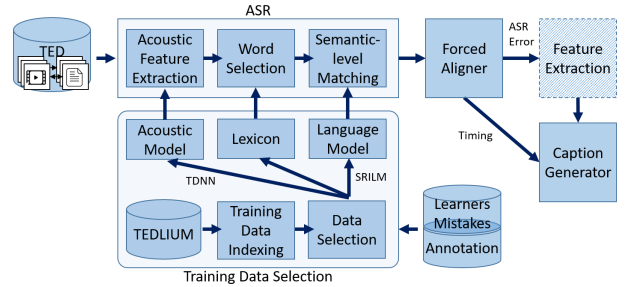 ASR
TED
Acoustic
Feature
Extraction
Word
Selection
Semantic-
level
Matching
Forced
Aligner
ASR
Error
Feature
Extraction
Acoustic
Model
Lexicon
Language
Model
Timing
Caption
Generator
TDNN
SRILM
TEDLIUM
Training
Data
Indexing
Data
Selection
Learners
Mistakes
Annotation
Training Data Selection